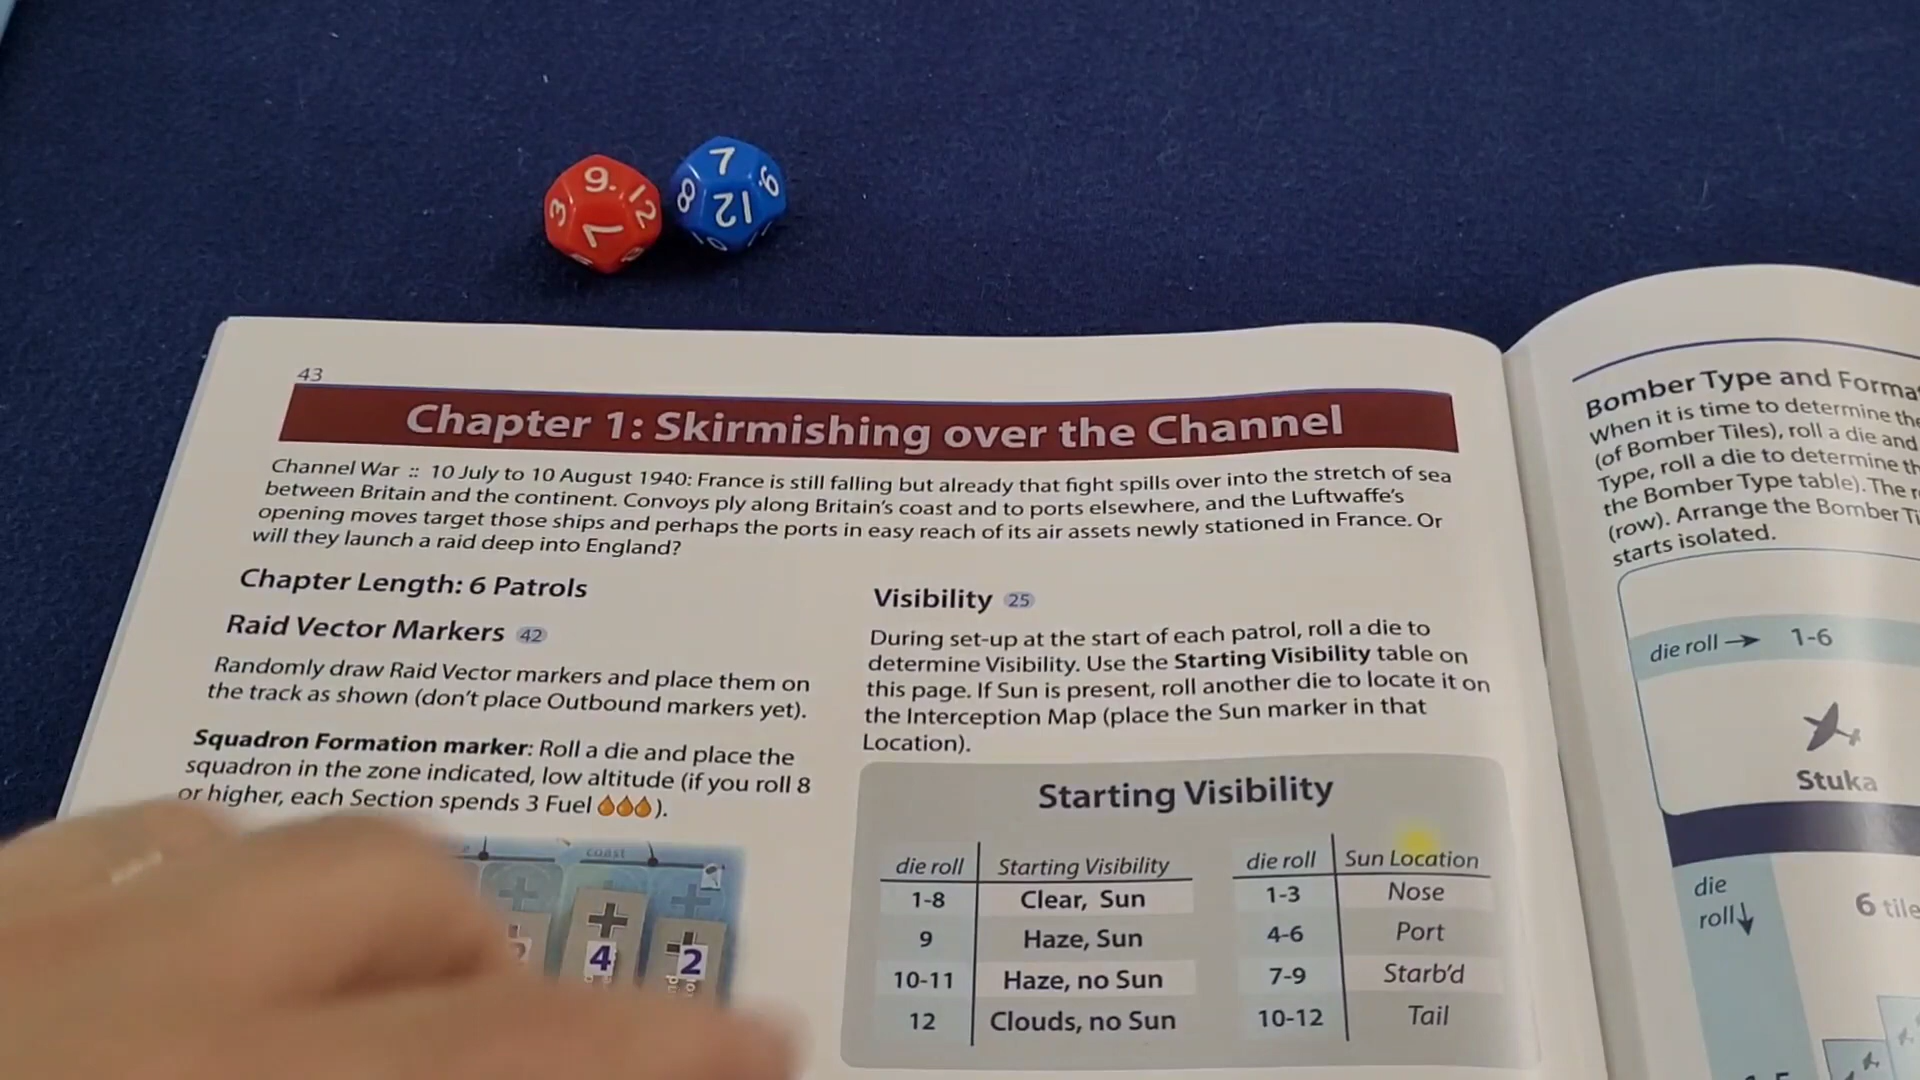 9.
12
3
7
7
9.
8
12
10
43
Chapter 1: Skirmishing over the Channel
Channel War :: 10 July to 10 August 1940: France is still falling but already that fight spills over into the stretch of sea
between Britain and the continent. Convoys ply along Britain's coast and to ports elsewhere, and the Luftwaffe's
opening moves target those ships and perhaps the ports in easy reach of its air assets newly stationed in France. Or
will they launch a raid deep into England?
Chapter Length: 6 Patrols
Raid Vector Markers 42
Randomly draw Raid Vector markers and place them on
the track as shown (don't place Outbound markers yet).
Squadron Formation marker: Roll a die and place the
squadron in the zone indicated, low altitude (if you roll 8
or higher, each Section spends 3 Fuel ).
coast
4
2
Visibility 25
During set-up at the start of each patrol, roll a die to
determine Visibility. Use the Starting Visibility table on
this page. If Sun is present, roll another die to locate it on
the Interception Map (place the Sun marker in that
Location).
Starting Visibility
die roll Starting Visibility die roll Sun Location
1-8 Clear, Sun 1-3 Nose
9 Haze, Sun 4-6 Port
10-11 Haze, no Sun 7-9 Starb'd
12 Clouds, no Sun 10-12 Tail
Bomber Type and
When it is time to determine
(of Bomber Tiles), roll a die and
Type, roll a die to determine
the Bomber Type table). The
(row). Arrange the Bomber
starts isolated.
die roll → 1-6
Stuka
die
roll↓
6